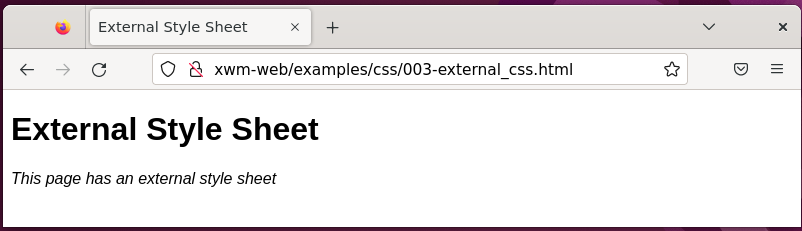 External Style Sheet
xwm-web/examples/css/003-external_css.html
External Style Sheet
This page has an external style sheet